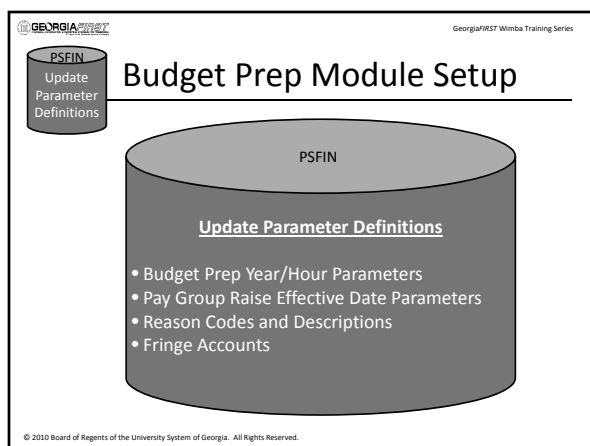 GEORGIAFIRST
GeorgiaFIRST Wimba Training Series
PSFIN
Update
Parameter
Definitions
Budget Prep Module Setup
PSFIN
Update Parameter Definitions
• Budget Prep Year/Hour Parameters
• Pay Group Raise Effective Date Parameters
• Reason Codes and Descriptions
• Fringe Accounts
© 2010 Board of Regents of the University System of Georgia. All Rights Reserved.